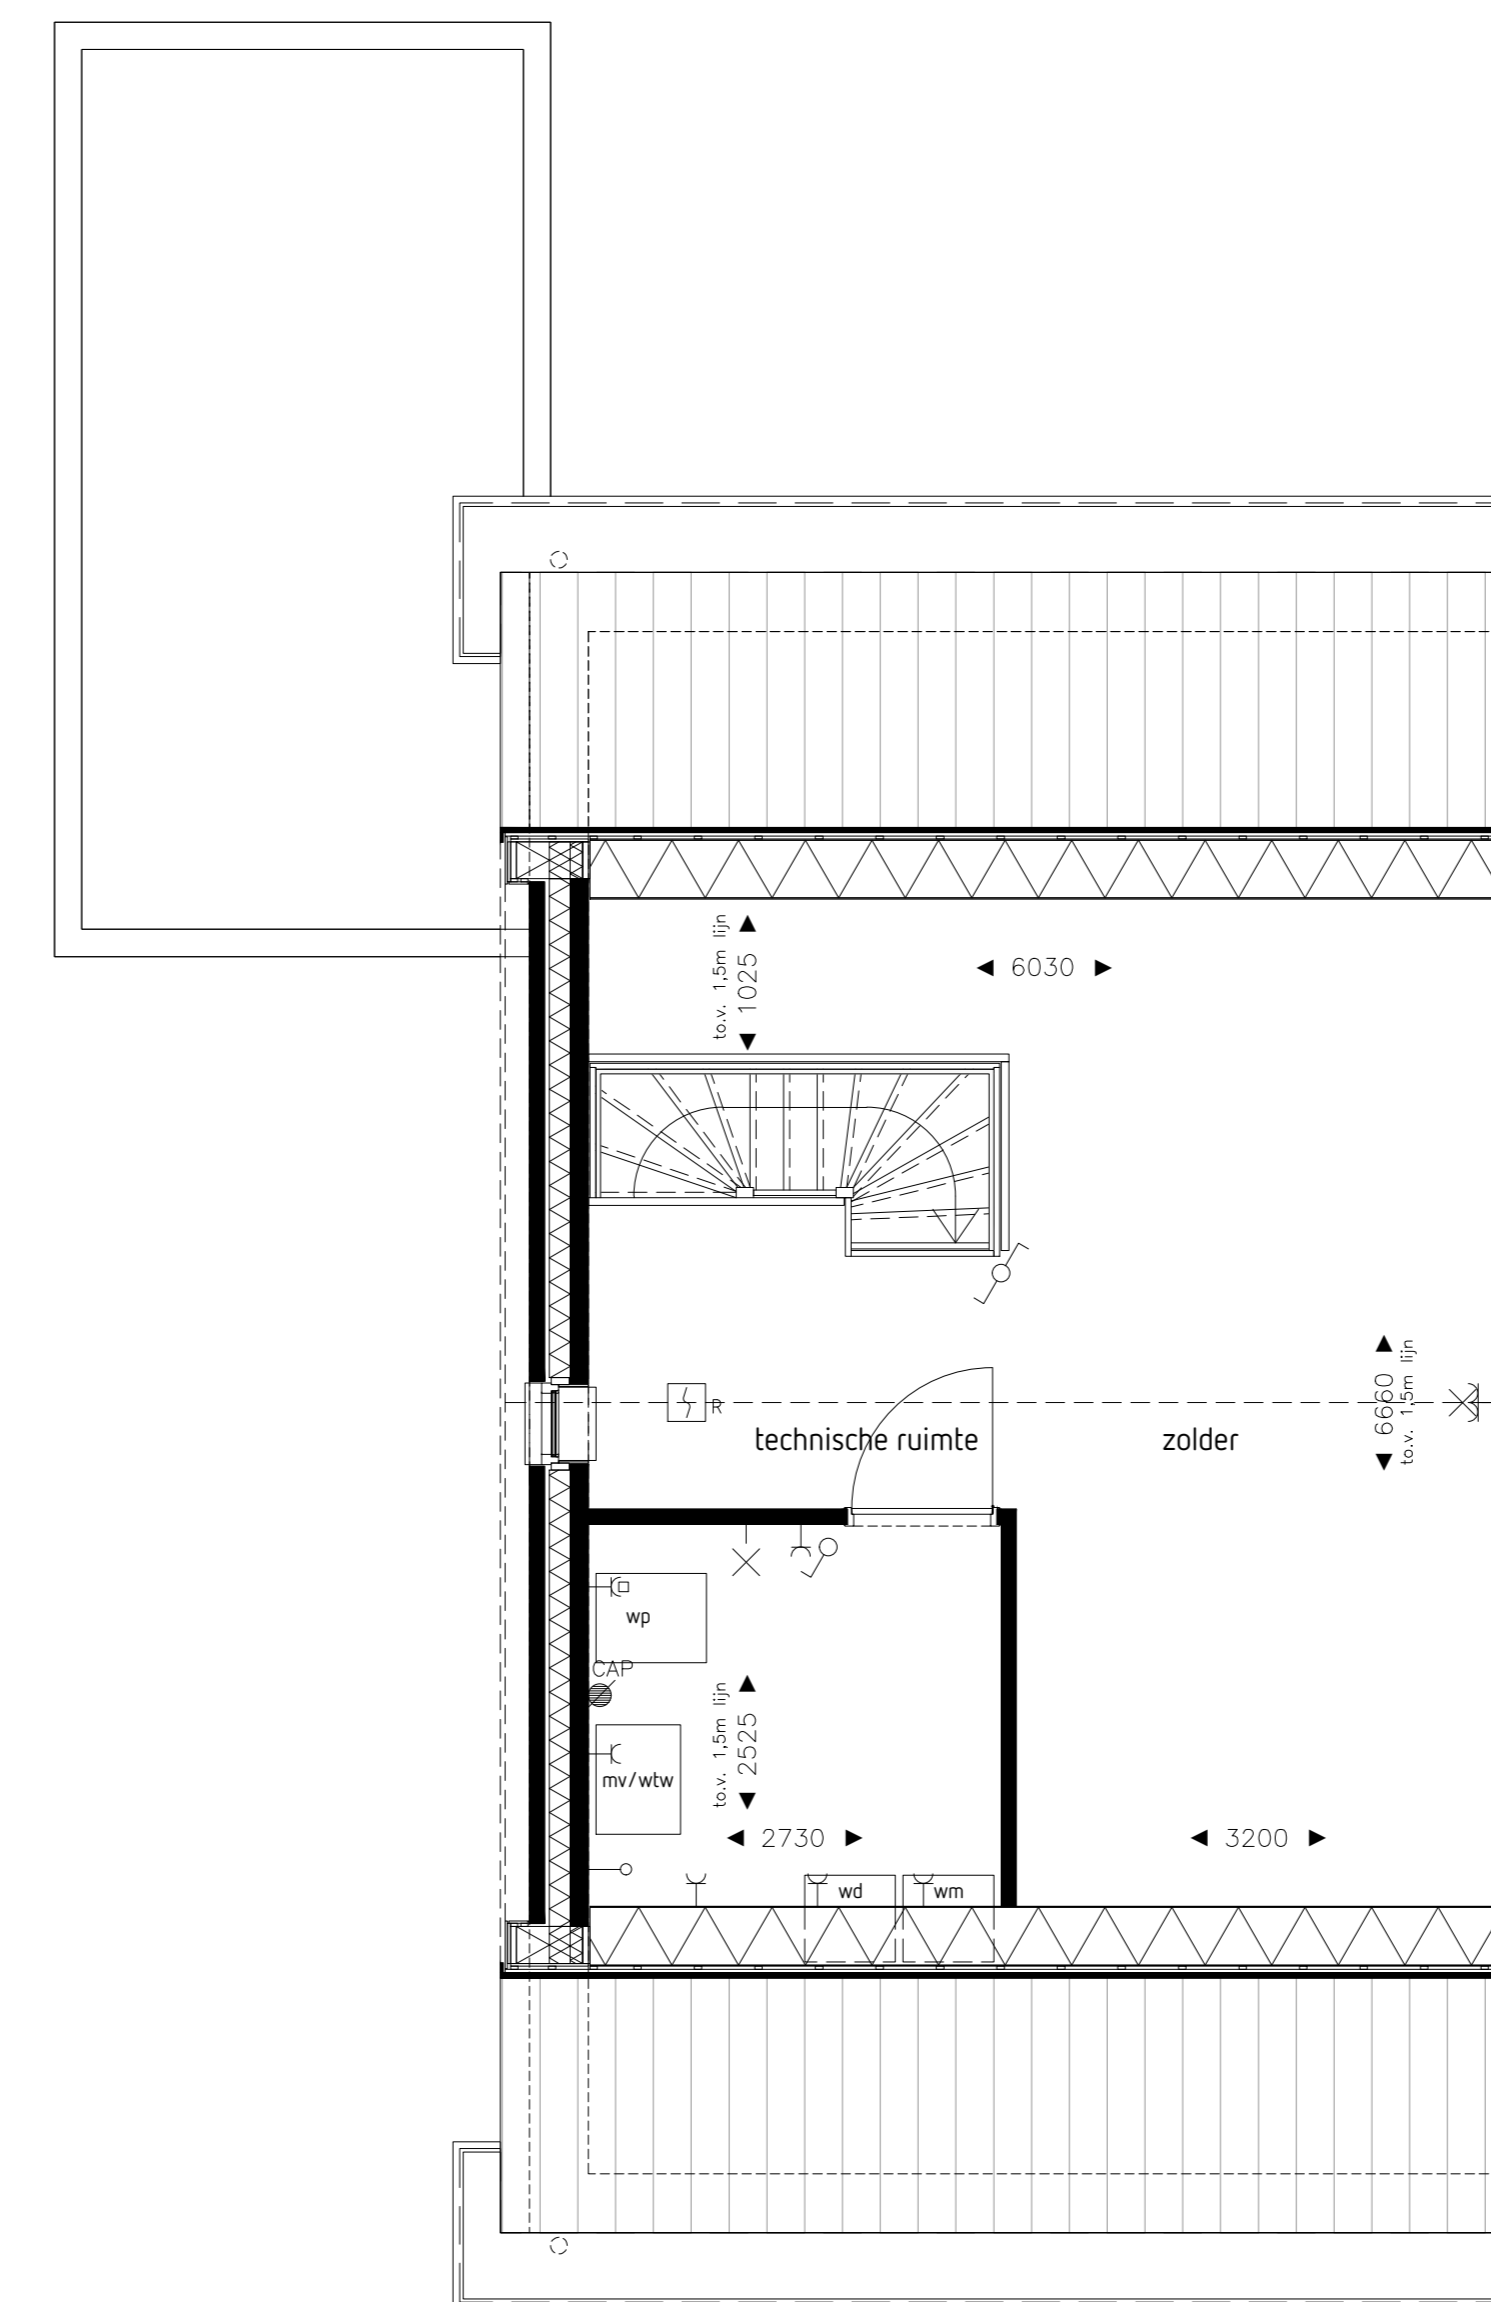 to.v. 1,5m lijn
1025
6030
6660
to.v. 1,5m lijn
R
technische ruimte
zolder
wp
CAP
to.v. 1,5m lijn
2525
mv/wtw
2730
3200
wd
wm